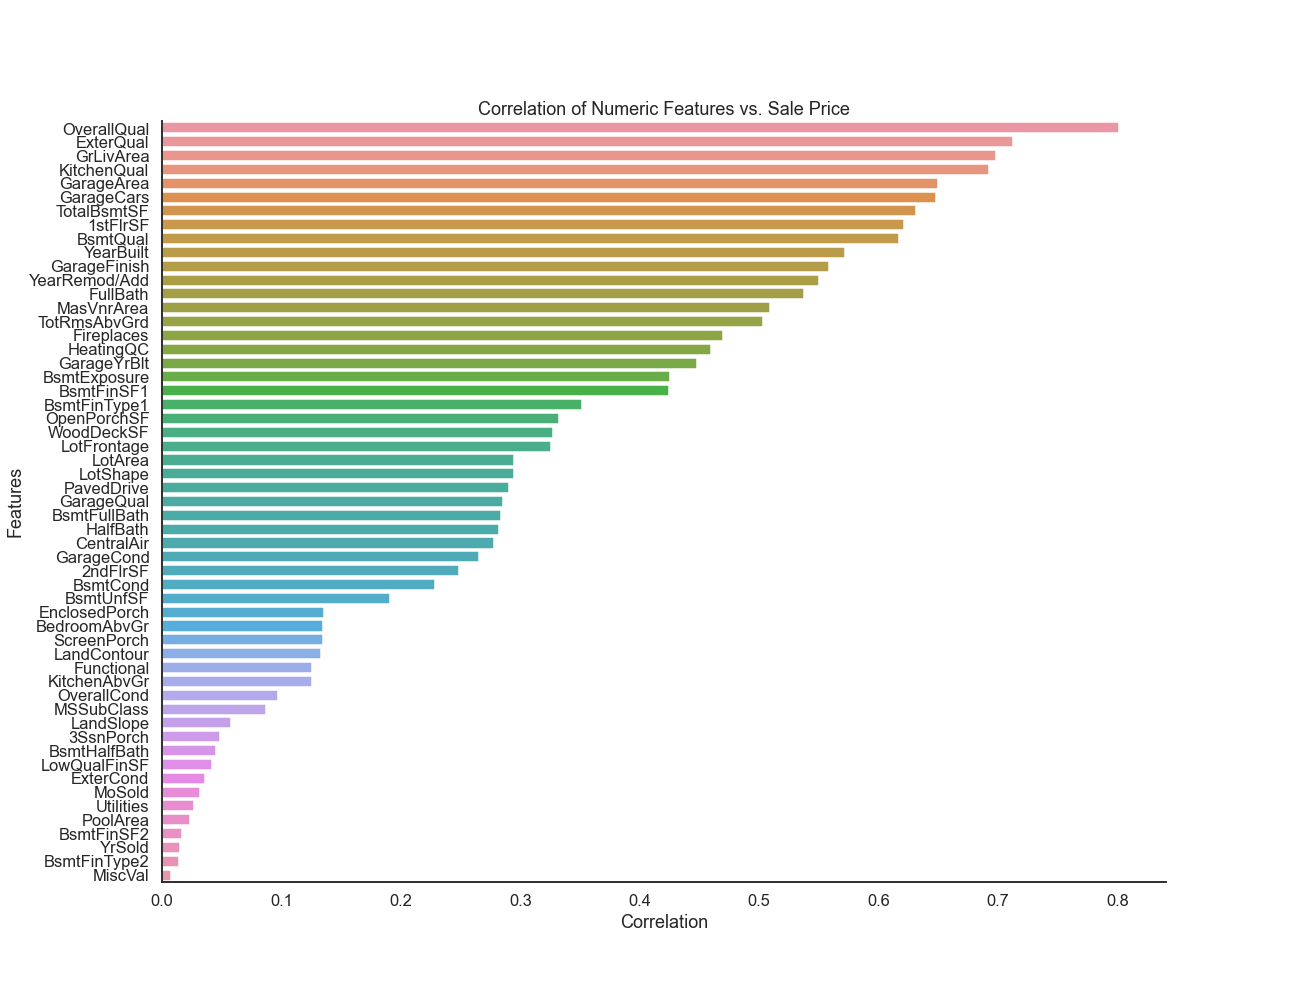 Correlation of Numeric Features vs. Sale Price
OverallQual
ExterQual
GrLivArea
KitchenQual
GarageArea
GarageCars
TotalBsmtSF
1stFlrSF
BsmtQual
YearBuilt
GarageFinish
YearRemod/Add
FullBath
MasVnrArea
TotRmsAbvGrd
Fireplaces
HeatingQC
GarageYrBlt
BsmtExposure
BsmtFinSF1
BsmtFinType1
OpenPorchSF
WoodDeckSF
LotFrontage
LotArea
LotShape
PavedDrive
GarageQual
BsmtFullBath
HalfBath
CentralAir
GarageCond
2ndFlrSF
BsmtCond
BsmtUnfSF
EnclosedPorch
BedroomAbvGr
ScreenPorch
LandContour
Functional
KitchenAbvGr
OverallCond
MSSubClass
LandSlope
3SsnPorch
BsmtHalfBath
LowQualFinSF
ExterCond
MoSold
Utilities
PoolArea
BsmtFinSF2
YrSold
BsmtFinType2
MiscVal
Features
0.0 0.1 0.2 0.3 0.4 0.5 0.6 0.7 0.8
Correlation